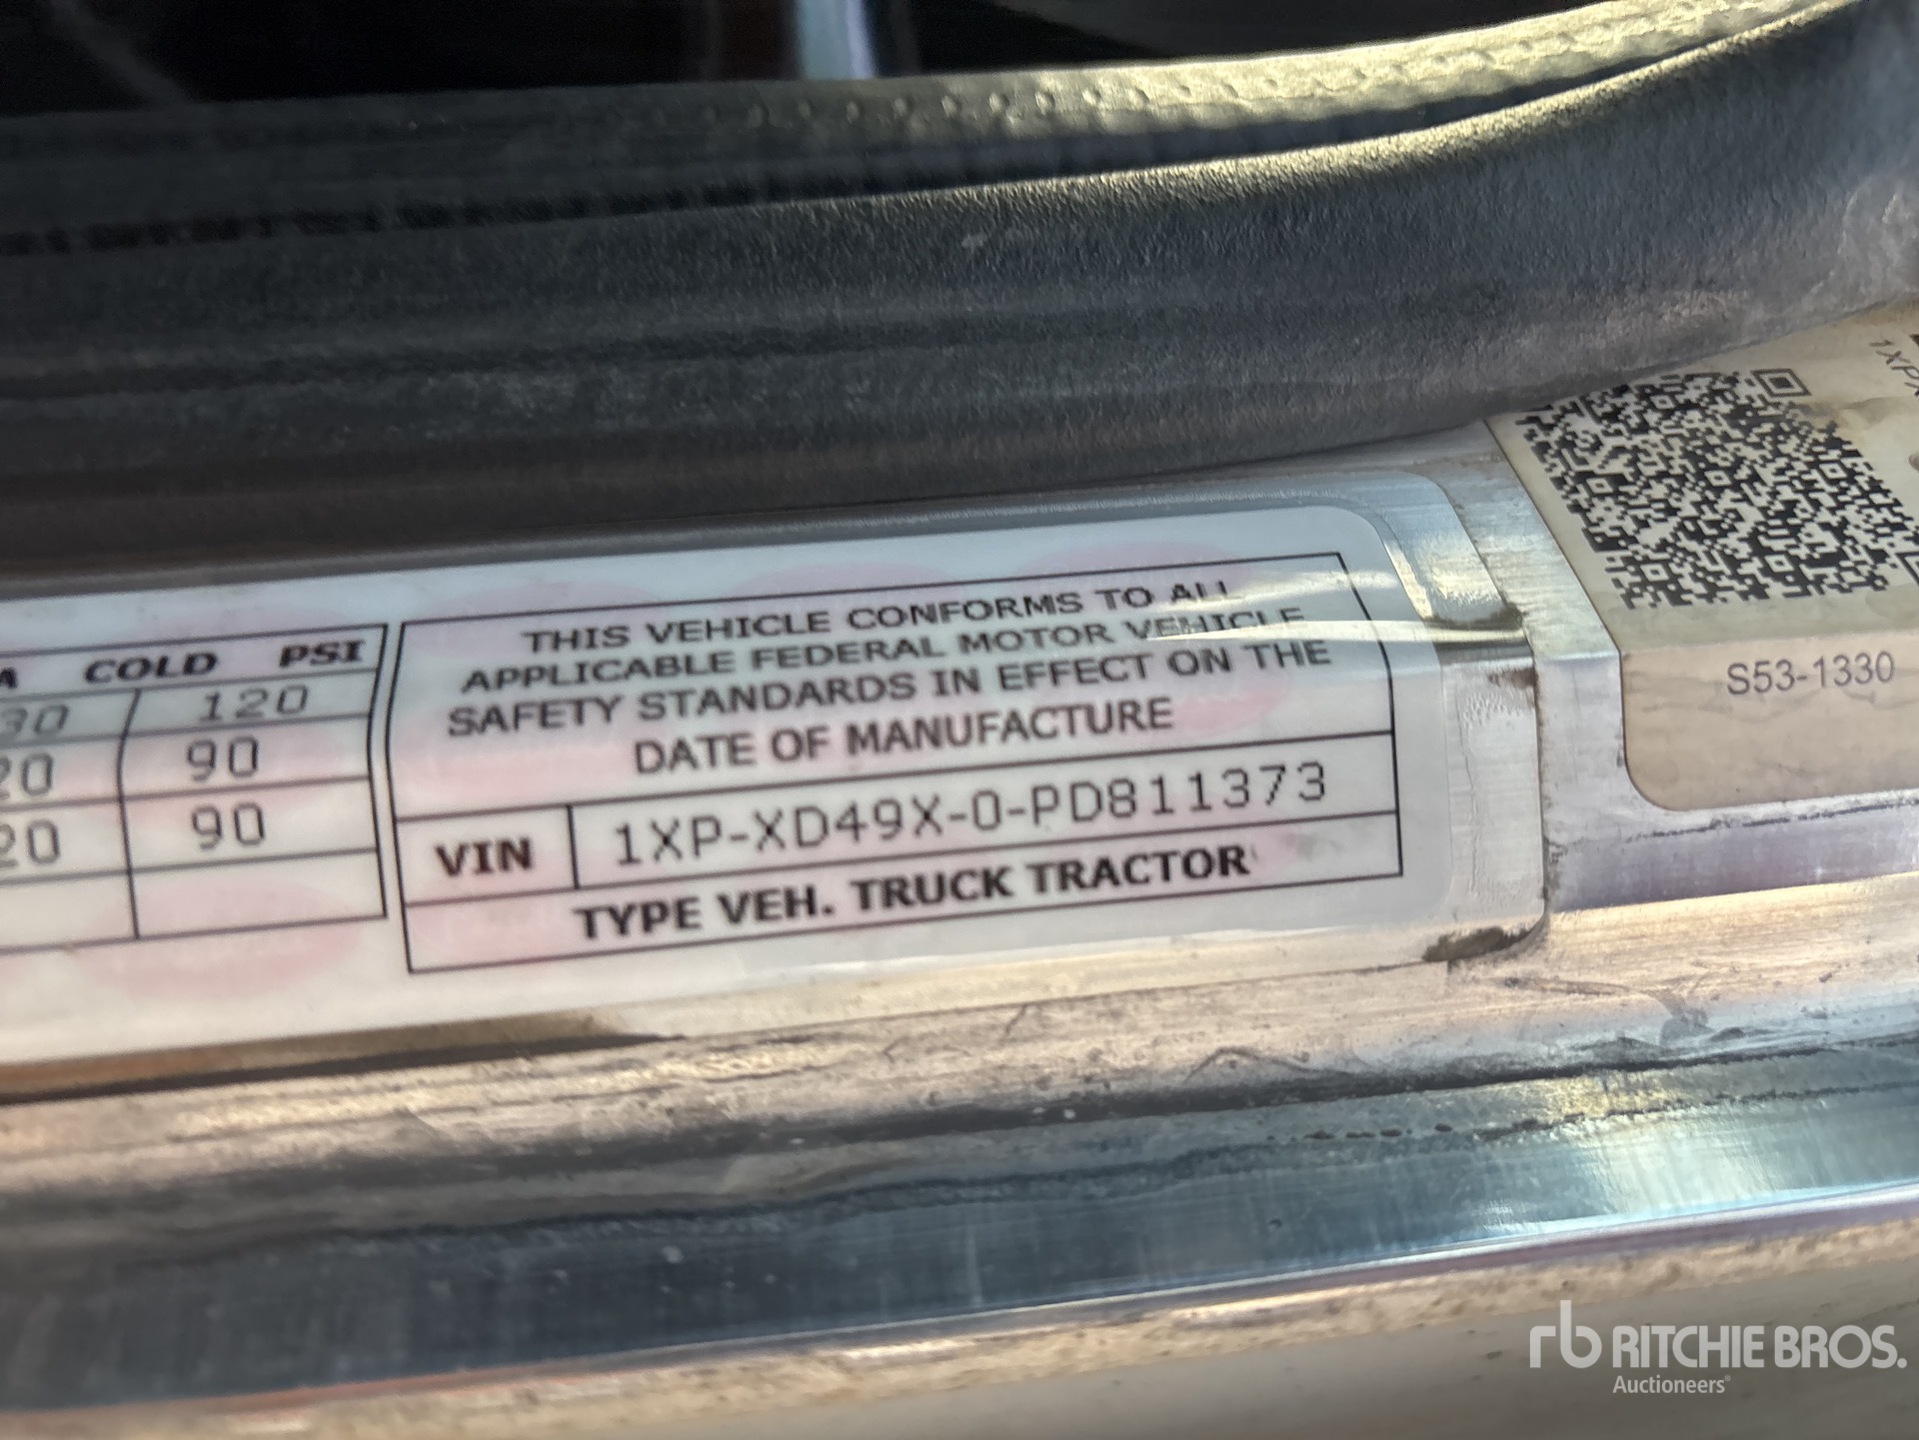 A COLD PSI
30 120
20 90
20 90
THIS VEHICLE CONFORMS TO ALL
APPLICABLE FEDERAL MOTOR VEHICLE
SAFETY STANDARDS IN EFFECT ON THE
DATE OF MANUFACTURE
VIN 1XP-XD49X-0-PD811373
TYPE VEH. TRUCK TRACTOR
1XPX
S53-1330
rb RITCHIE BROS.
Auctioneers®